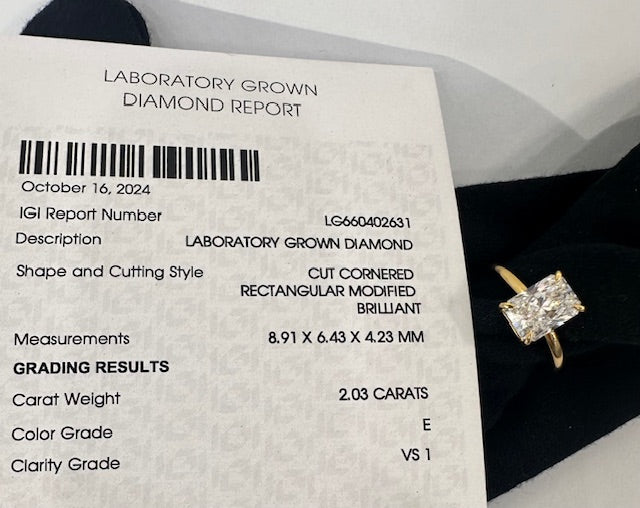 LABORATORY GROWN
DIAMOND REPORT
October 16, 2024
IGI Report Number LG660402631
Description LABORATORY GROWN DIAMOND
Shape and Cutting Style CUT CORNERED
RECTANGULAR MODIFIED
BRILLIANT
Measurements 8.91 X 6.43 X 4.23 MM
GRADING RESULTS
Carat Weight 2.03 CARATS
Color Grade E
Clarity Grade VS 1